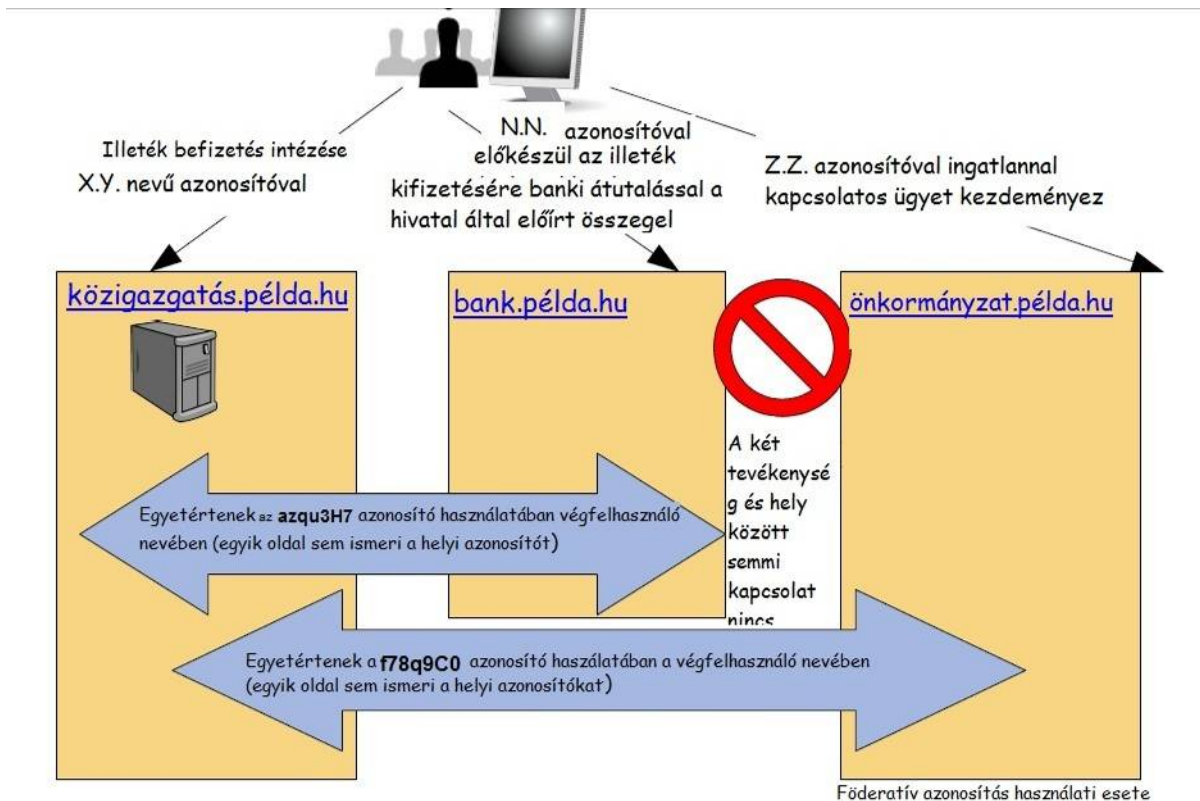 Illeték befizetés intézése
X.Y. nevű azonosítóval
N.N. azonosítóval
előkészül az illeték
kifizetésére banki átutalással a
hivatal által előírt összegel
Z.Z. azonosítóval ingatlannal
kapcsolatos ügyet kezdeményez
közigazgatás.példa.hu
bank.példa.hu
önkormányzat.példa.hu
A két
tevékenysé
g és hely
között
semmi
kapcsolat
nincs
Egyetértenek az azqu3H7 azonosító használatában végfelhasználó
nevében (egyik oldal sem ismeri a helyi azonosítót)
Egyetértenek a f78q9C0 azonosító haszálatában a végfelhasználó nevében
(egyik oldal sem ismeri a helyi azonosítókat)
Föderatív azonosítás használati esete